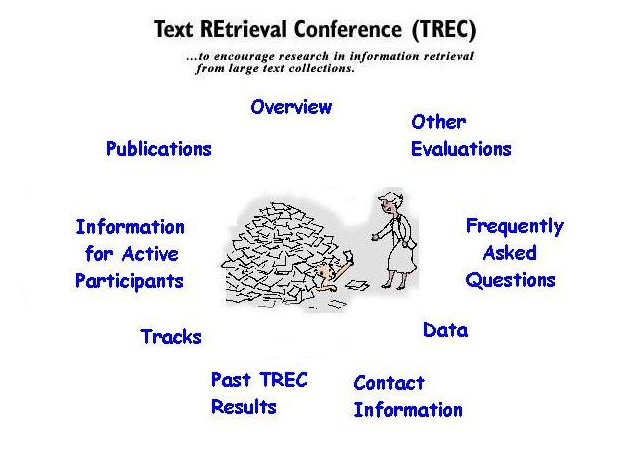 Text REtrieval Conference (TREC)
...to encourage research in information retrieval
from large text collections.
Overview
Other
Evaluations
Publications
Information
for Active
Participants
Frequently
Asked
Questions
Tracks
Data
Past TREC
Results
Contact
Information